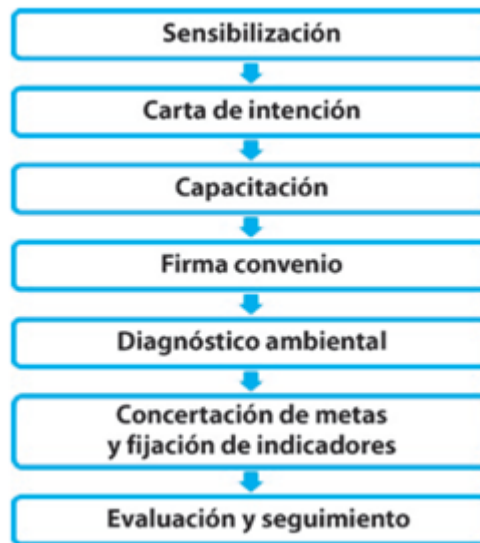 Sensibilización
Carta de intención
Capacitación
Firma convenio
Diagnóstico ambiental
Concertación de metas
y fijación de indicadores
Evaluación y seguimiento